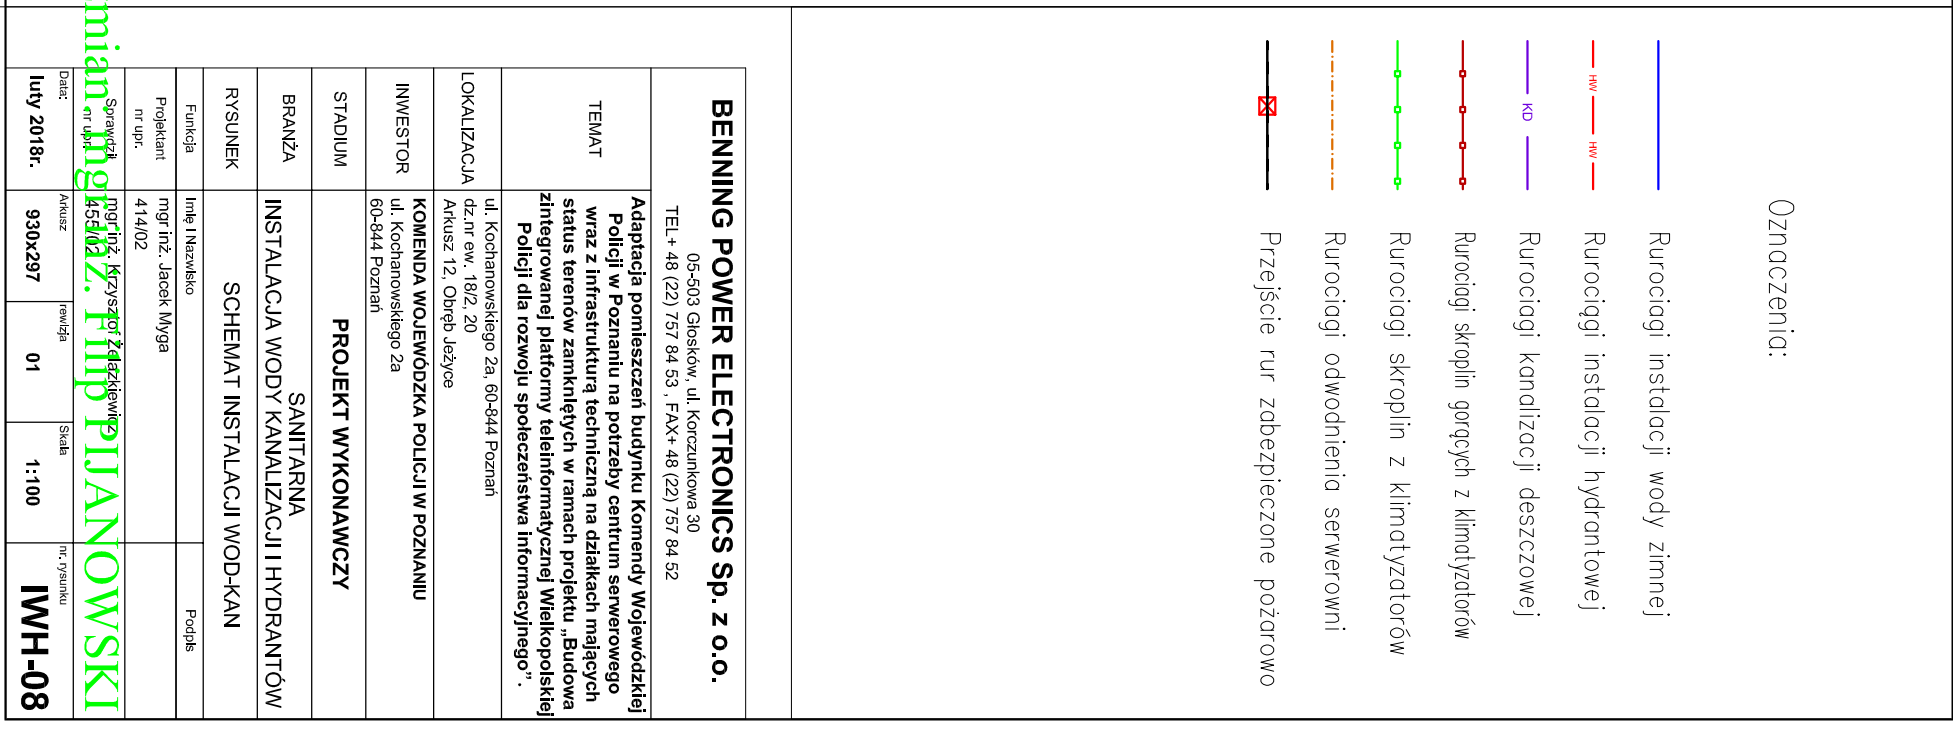 Oznaczenia:
Rurociagi instalacji wody zimnej
HW HW
Rurociągi instalacji hydrantowej
KD
Rurociagi kanalizacji deszczowej
Rurociagi skroplin gorących z klimatyzatorów
Rurociagi skroplin z klimatyzatorów
Rurociagi odwodnienia serwerowni
Przejście rur zabezpieczone pożarowo
BENNING POWER ELECTRONICS Sp. z o.o.
05-503 Głosków, ul. Korczunkowa 30
TEL+ 48 (22) 757 84 53 , FAX+ 48 (22) 757 84 52
TEMAT
Adaptacja pomieszczeń budynku Komendy Wojewódzkiej
Policji w Poznaniu na potrzeby centrum serwerowego
wraz z infrastrukturą techniczną na działkach mających
status terenów zamkniętych w ramach projektu „Budowa
zintegrowanej platformy teleinformatycznej Wielkopolskiej
Policji dla rozwoju społeczeństwa informacyjnego”.
LOKALIZACJA
ul. Kochanowskiego 2a, 60-844 Poznań
dz.nr ew. 18/2, 20
Arkusz 12, Obręb Jeżyce
INWESTOR
KOMENDA WOJEWÓDZKA POLICJI W POZNANIU
ul. Kochanowskiego 2a
60-844 Poznań
STADIUM
PROJEKT WYKONAWCZY
BRANŻA
SANITARNA
INSTALACJA WODY KANALIZACJI I HYDRANTÓW
RYSUNEK
SCHEMAT INSTALACJI WOD-KAN
Funkcja
Imię i Nazwisko
Podpis
Projektant
nr upr.
mgr inż. Jacek Myga
414/02
Sprawdził
nr upr.
mgr inż. Krzysztof Żelazkiewicz
455/02
mian. mgr inż. Filip PIJANOWSKI
Data:
luty 2018r.
Arkusz
930x297
rewizja
01
Skala
1:100
nr. rysunku
IWH-08